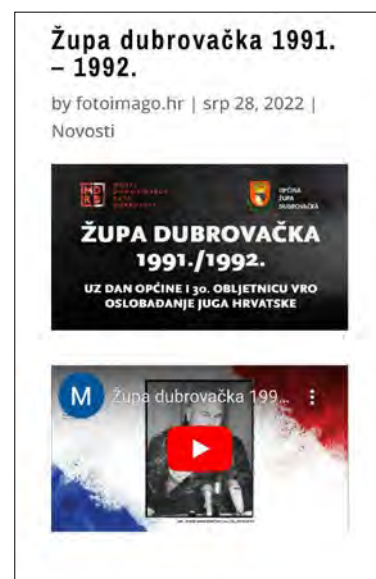 Župa dubrovačka 1991.
– 1992.
by fotoimago.hr | srp 28, 2022 |
Novosti
OPĆINA
ŽUPA
DUBROVAČKA
ŽUPA DUBROVAČKA
1991./1992.
UZ DAN OPĆINE I 30. OBLJETNICU VRO
OSLOBAĐANJE JUGA HRVATSKE
M
Župa dubrovačka 199...